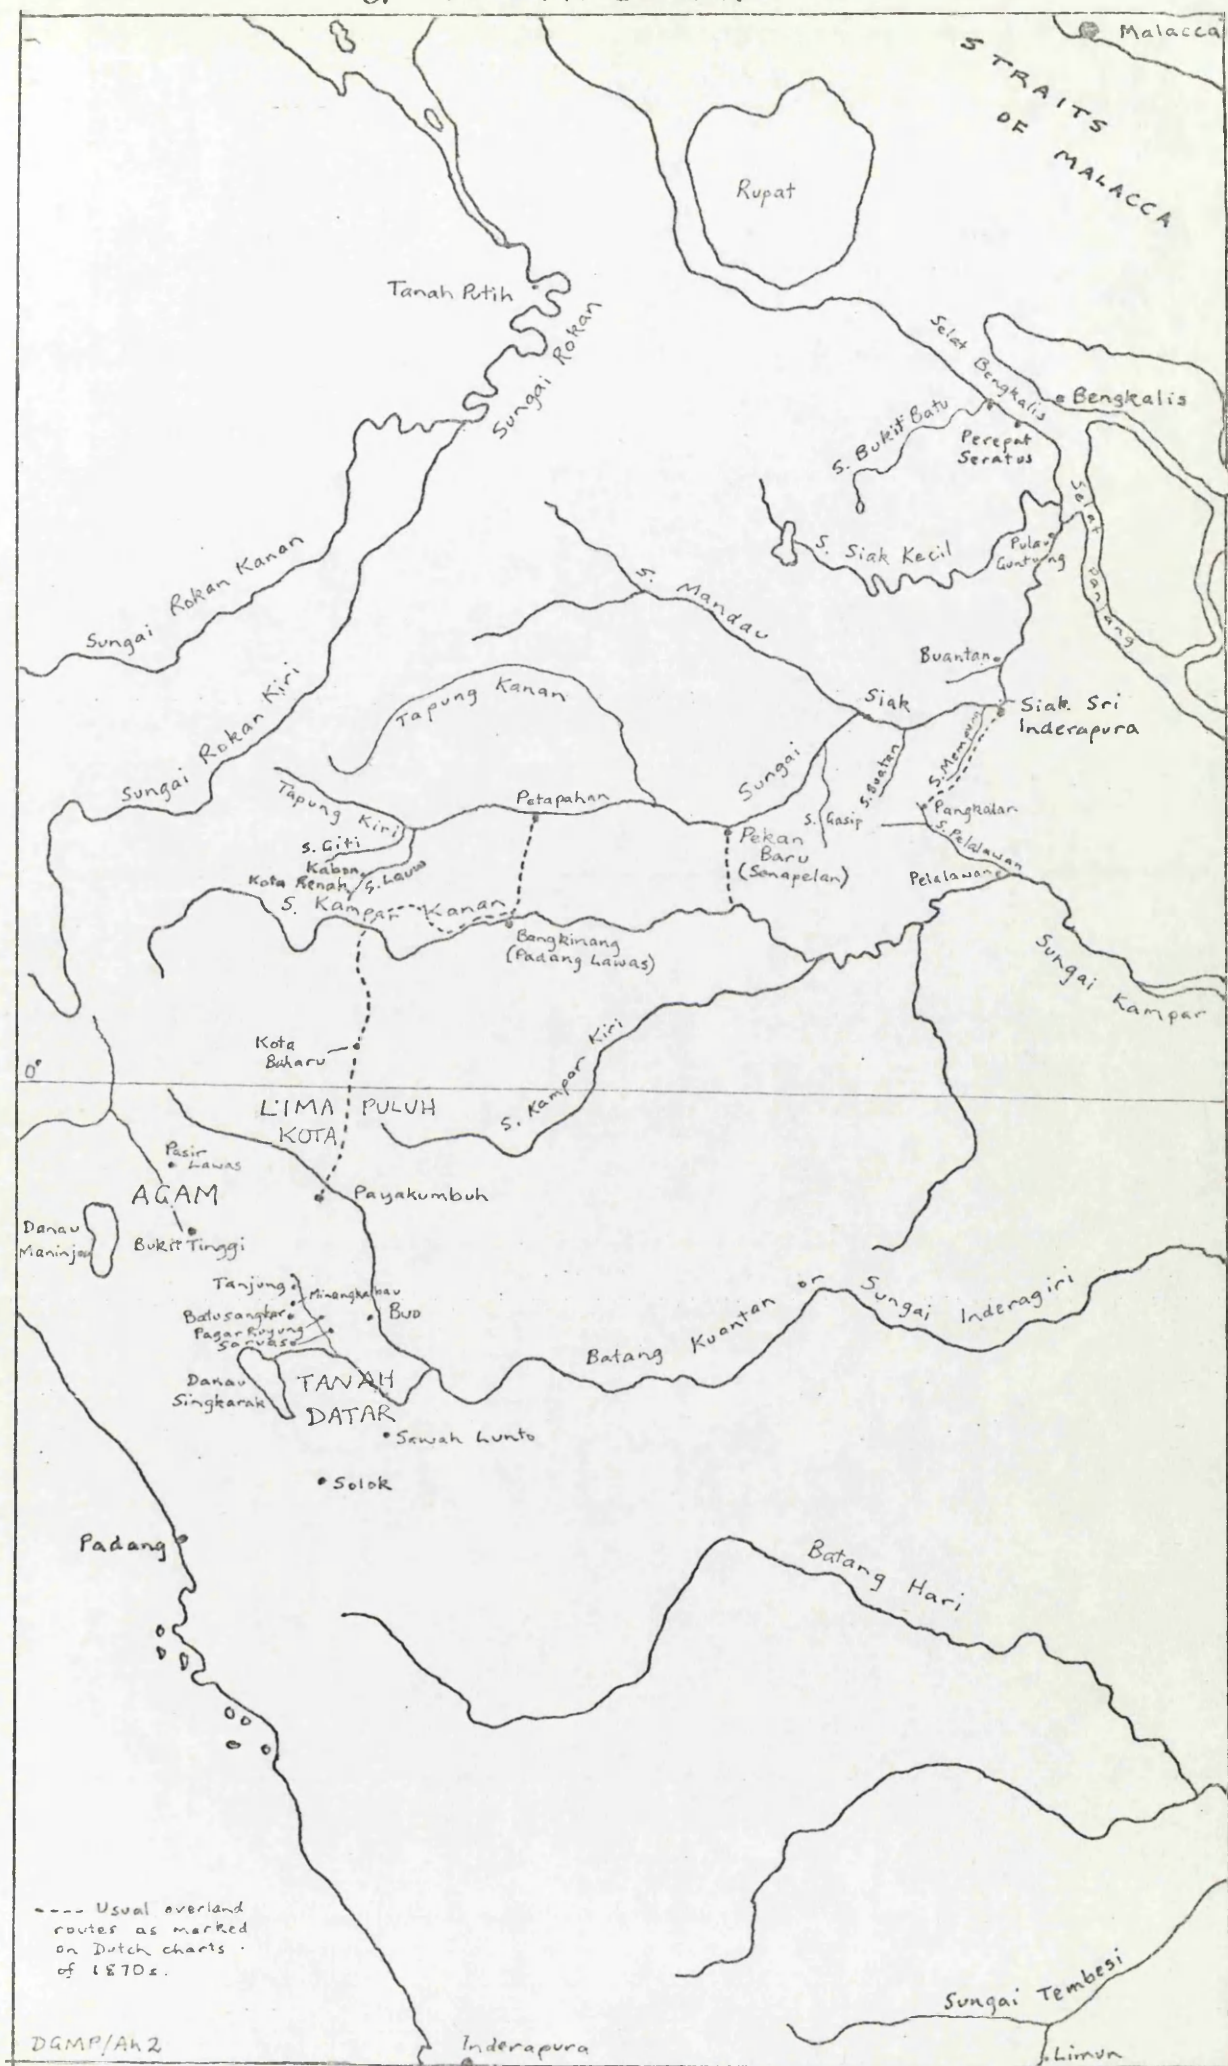 Malacca
STRAITS
OF MALACCA
Rupat
Tanah Putih
Sungai Rokan
Selat Bengkalis
Bengkalis
S. Bukit Batu
Perepat
Seratus
Selat Panjang
S. Siak Kecil
Pulau
Guntung
Sungai Rokan Kanan
S. Mandau
Buantan
Sungai Rokan Kiri
Tapung Kanan
Siak
Siak Sri
Inderapura
Sungai
S. Mempura
S. Buatan
Tapung Kiri
Petapahan
S. Gasip
Pangkalan
S. Giti
Pekan
Baru
(Senapelan)
S. Pelalawan
Kabon
Kota Renah
S. Lauw
Pelalawan
S. Kampar Kanan
Bangkinang
(Padang Lawas)
Sungai Kampar
Kota
Baharu
S. Kampar Kiri
0°
LIMA PULUH
KOTA
Pasir
Lawas
AGAM
Payakumbuh
Danau
Maninjau
Bukit Tinggi
Tanjung
Minangkabau
Batusangkar
Buo
Pagar Ruyung
Saruaso
Batang Kuantan or Sungai Inderagiri
Danau
Singkarak
TANAH
DATAR
Sawah Lunto
Solok
Padang
Batang Hari
---- Usual overland
routes as marked
on Dutch charts
of 1870s.
Sungai Tembesi
DGMP/Ah2
Inderapura
Limun